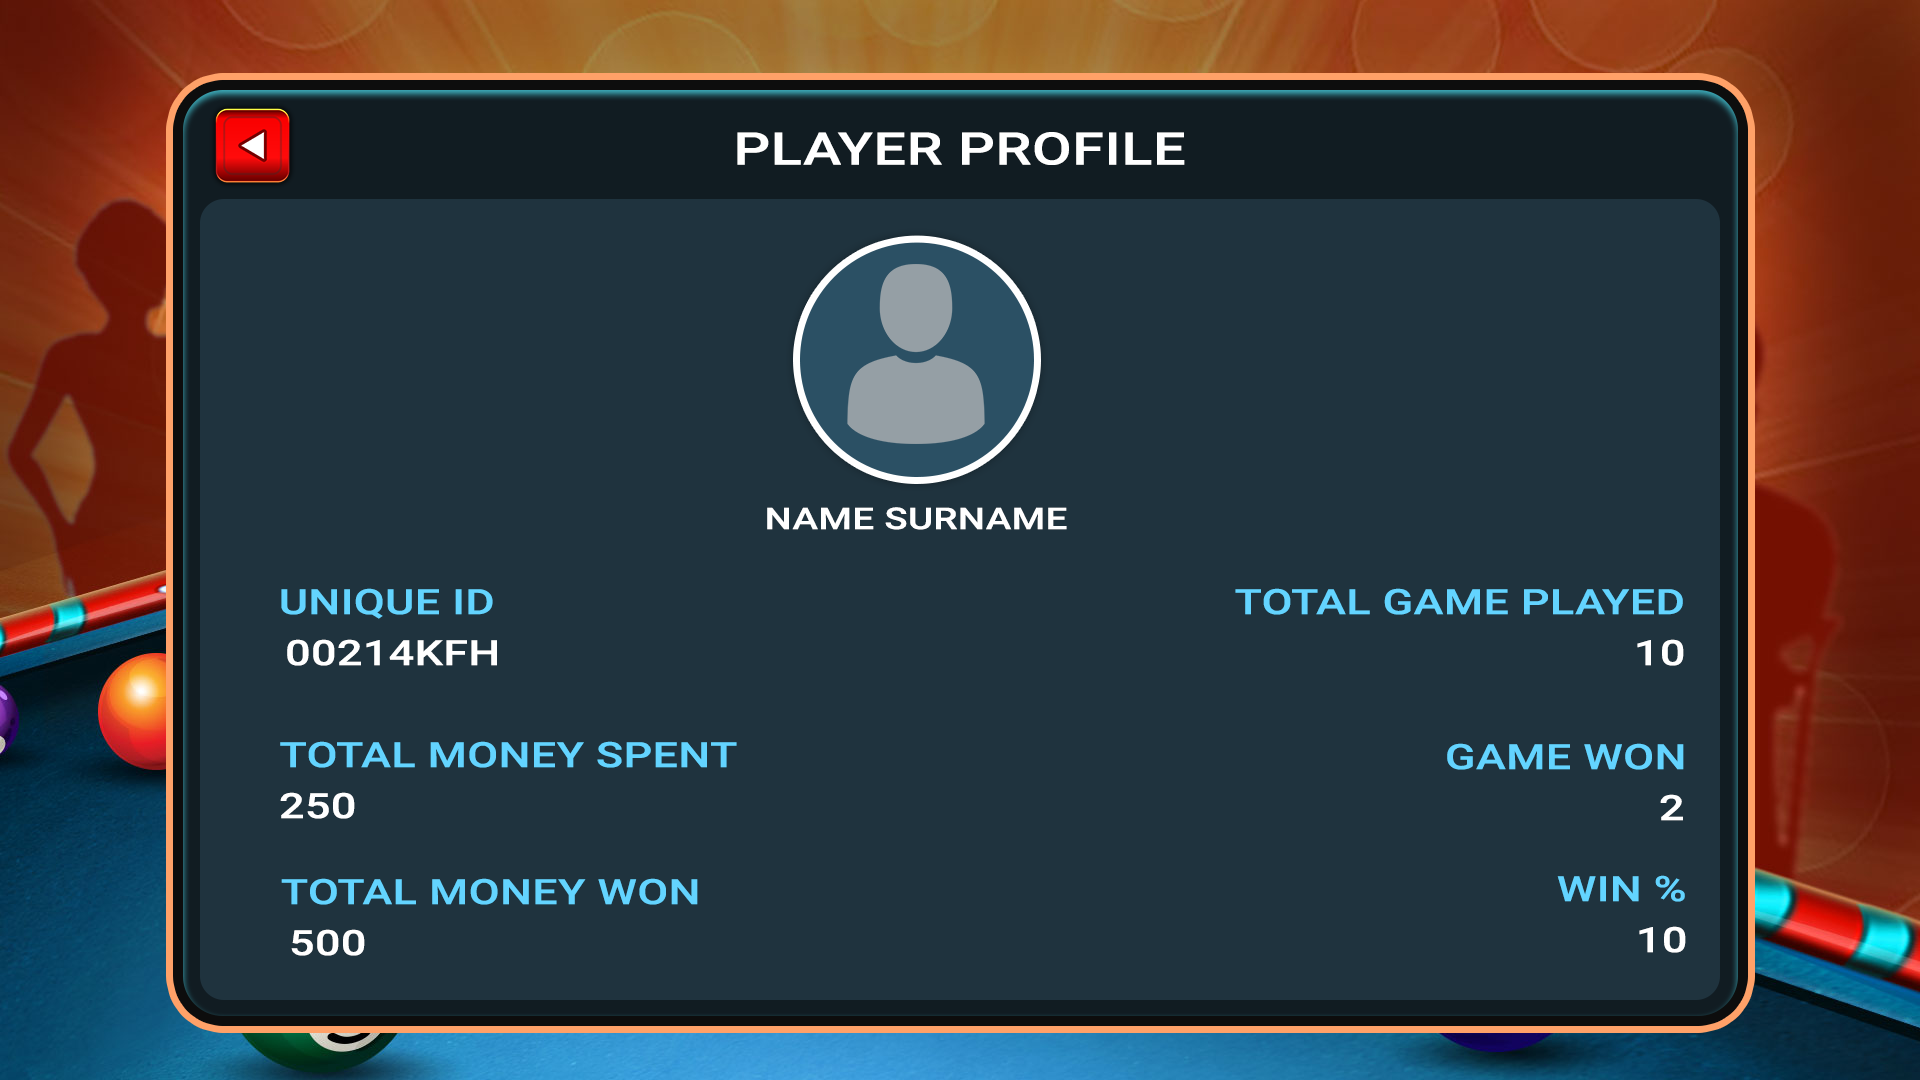 PLAYER PROFILE
NAME SURNAME
UNIQUE ID
00214KFH
TOTAL MONEY SPENT
250
TOTAL MONEY WON
500
TOTAL GAME PLAYED
10
GAME WON
2
WIN %
10